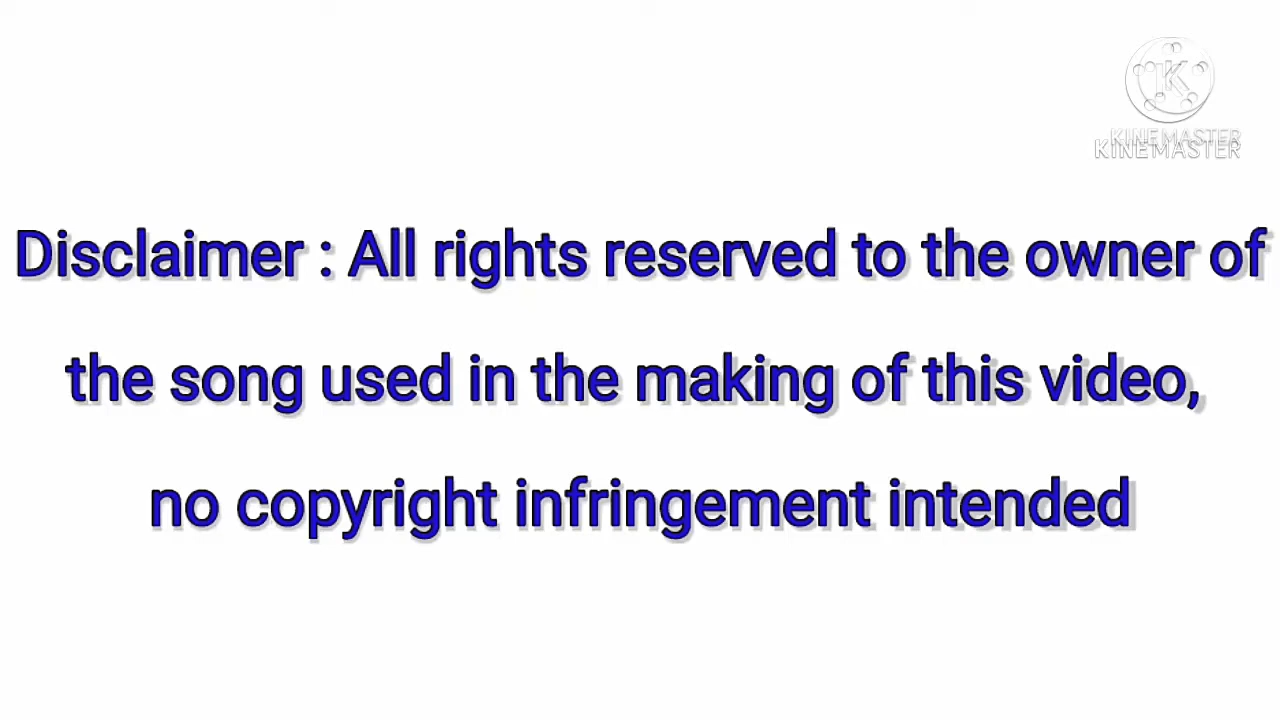 KINEMASTER
KINEMASTER
Disclaimer : All rights reserved to the owner of
the song used in the making of this video,
no copyright infringement intended